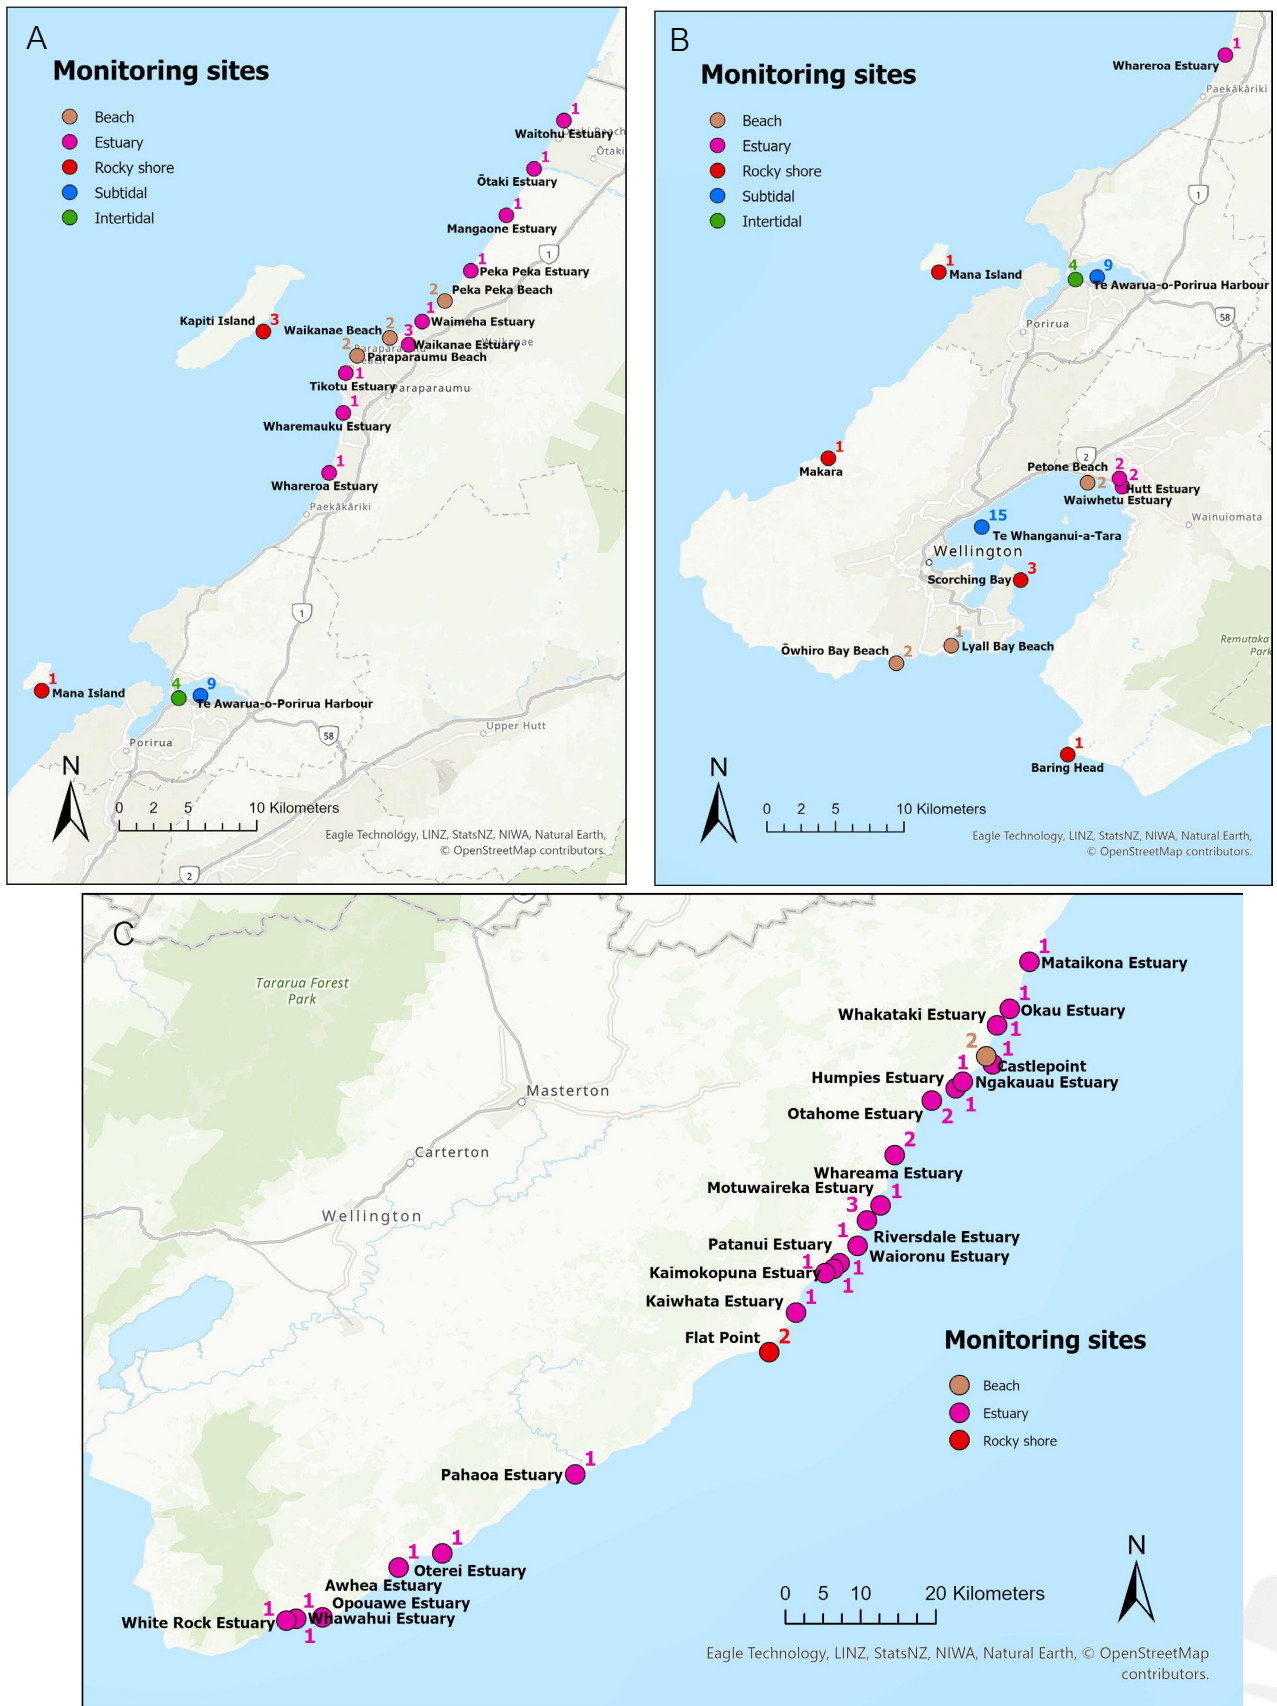 A
Monitoring sites
Beach
Estuary
Rocky shore
Subtidal
Intertidal
1
Waitohu Estuary
Ōtaki
1
Ōtaki Estuary
1
Mangaone Estuary
1
1
Peka Peka Estuary
2
Peka Peka Beach
1
Waimeha Estuary
Kapiti Island
3
Waikanae Beach
2
3
Waikanae Estuary
Waikanae
2
Paraparaumu Beach
Tikotu Estuary
1
Paraparaumu
1
Wharemauku Estuary
1
Whareroa Estuary
Paekākāriki
1
1
Mana Island
4
9
Te Awarua-o-Porirua Harbour
Porirua
58
Upper Hutt
N
0 2 5 10 Kilometers
Eagle Technology, LINZ, StatsNZ, NIWA, Natural Earth,
© OpenStreetMap contributors.
2
B
Monitoring sites
Beach
Estuary
Rocky shore
Subtidal
Intertidal
1
Whareroa Estuary
Paekākāriki
1
1
Mana Island
4
9
Te Awarua-o-Porirua Harbour
Porirua
58
1
Makara
2
Petone Beach
2
2
2
Hutt Estuary
Waiwhetu Estuary
Wainuiomata
15
Te Whanganui-a-Tara
Wellington
Scorching Bay
3
1
Lyall Bay Beach
Ōwhiro Bay Beach
2
Remutaka
Park
1
Baring Head
N
0 2 5 10 Kilometers
Eagle Technology, LINZ, StatsNZ, NIWA, Natural Earth,
© OpenStreetMap contributors.
C
Tararua Forest
Park
Masterton
Carterton
Wellington
1
Mataikona Estuary
1
Okau Estuary
Whakataki Estuary
1
2
1
Castlepoint
1
Humpies Estuary
Ngakauau Estuary
1
Otahome Estuary
2
2
Whareama Estuary
Motuwaireka Estuary
1
3
Riversdale Estuary
1
Patanui Estuary
Waioronu Estuary
1
1
Kaimokopuna Estuary
1
Kaiwhata Estuary
1
Flat Point
2
Monitoring sites
Beach
Estuary
Rocky shore
Pahaoa Estuary
1
1
1
Oterei Estuary
Awhea Estuary
1
Opouawe Estuary
1
White Rock Estuary
Whawahui Estuary
1
N
0 5 10 20 Kilometers
Eagle Technology, LINZ, StatsNZ, NIWA, Natural Earth, © OpenStreetMap
contributors.